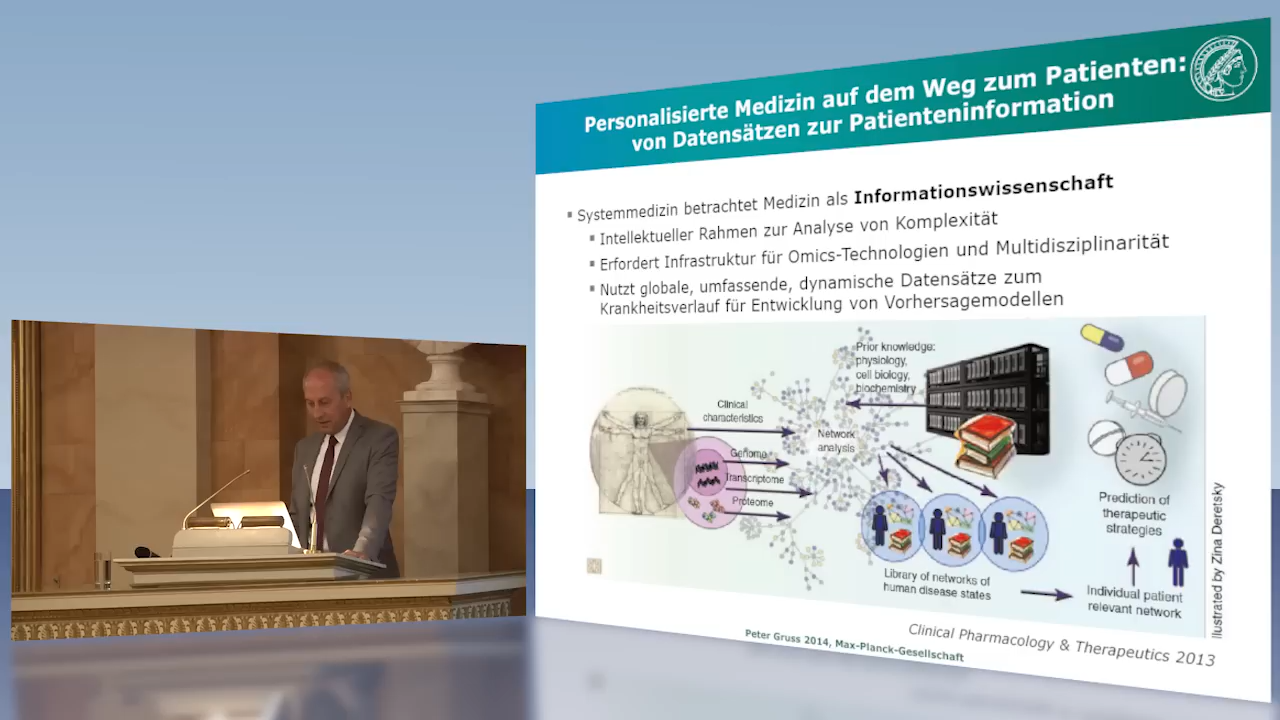 Personalisierte Medizin auf dem Weg zum Patienten:
von Datensätzen zur Patienteninformation
Systemmedizin betrachtet Medizin als Informationswissenschaft
Intellektueller Rahmen zur Analyse von Komplexität
Erfordert Infrastruktur für Omics-Technologien und Multidisziplinarität
Nutzt globale, umfassende, dynamische Datensätze zum
Krankheitsverlauf für Entwicklung von Vorhersagemodellen
Prior knowledge:
physiology,
cell biology,
biochemistry
Clinical
characteristics
Network
analysis
Genome
Transcriptome
Proteome
Prediction of
therapeutic
strategies
Library of networks of
human disease states
Individual patient
relevant network
Illustrated by Zina Deretsky
Clinical Pharmacology & Therapeutics 2013
Peter Gruss 2014, Max-Planck-Gesellschaft